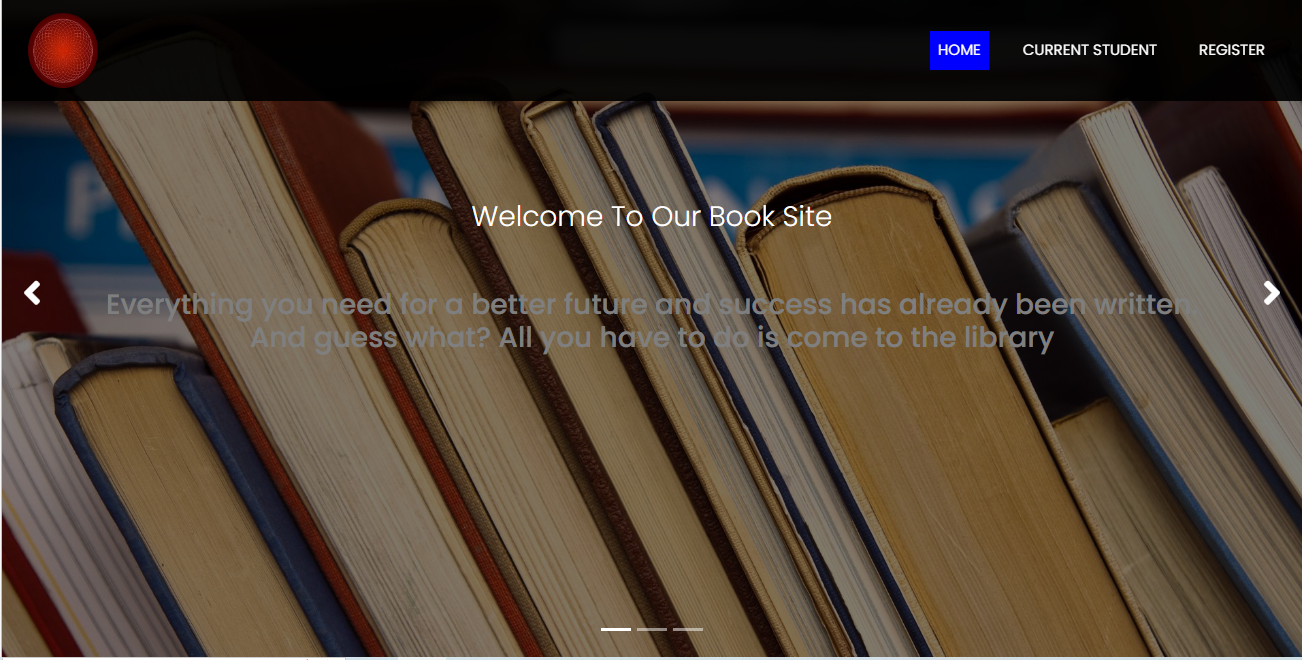 HOME
CURRENT STUDENT
REGISTER
Welcome To Our Book Site
Everything you need for a better future and success has already been written.
And guess what? All you have to do is come to the library